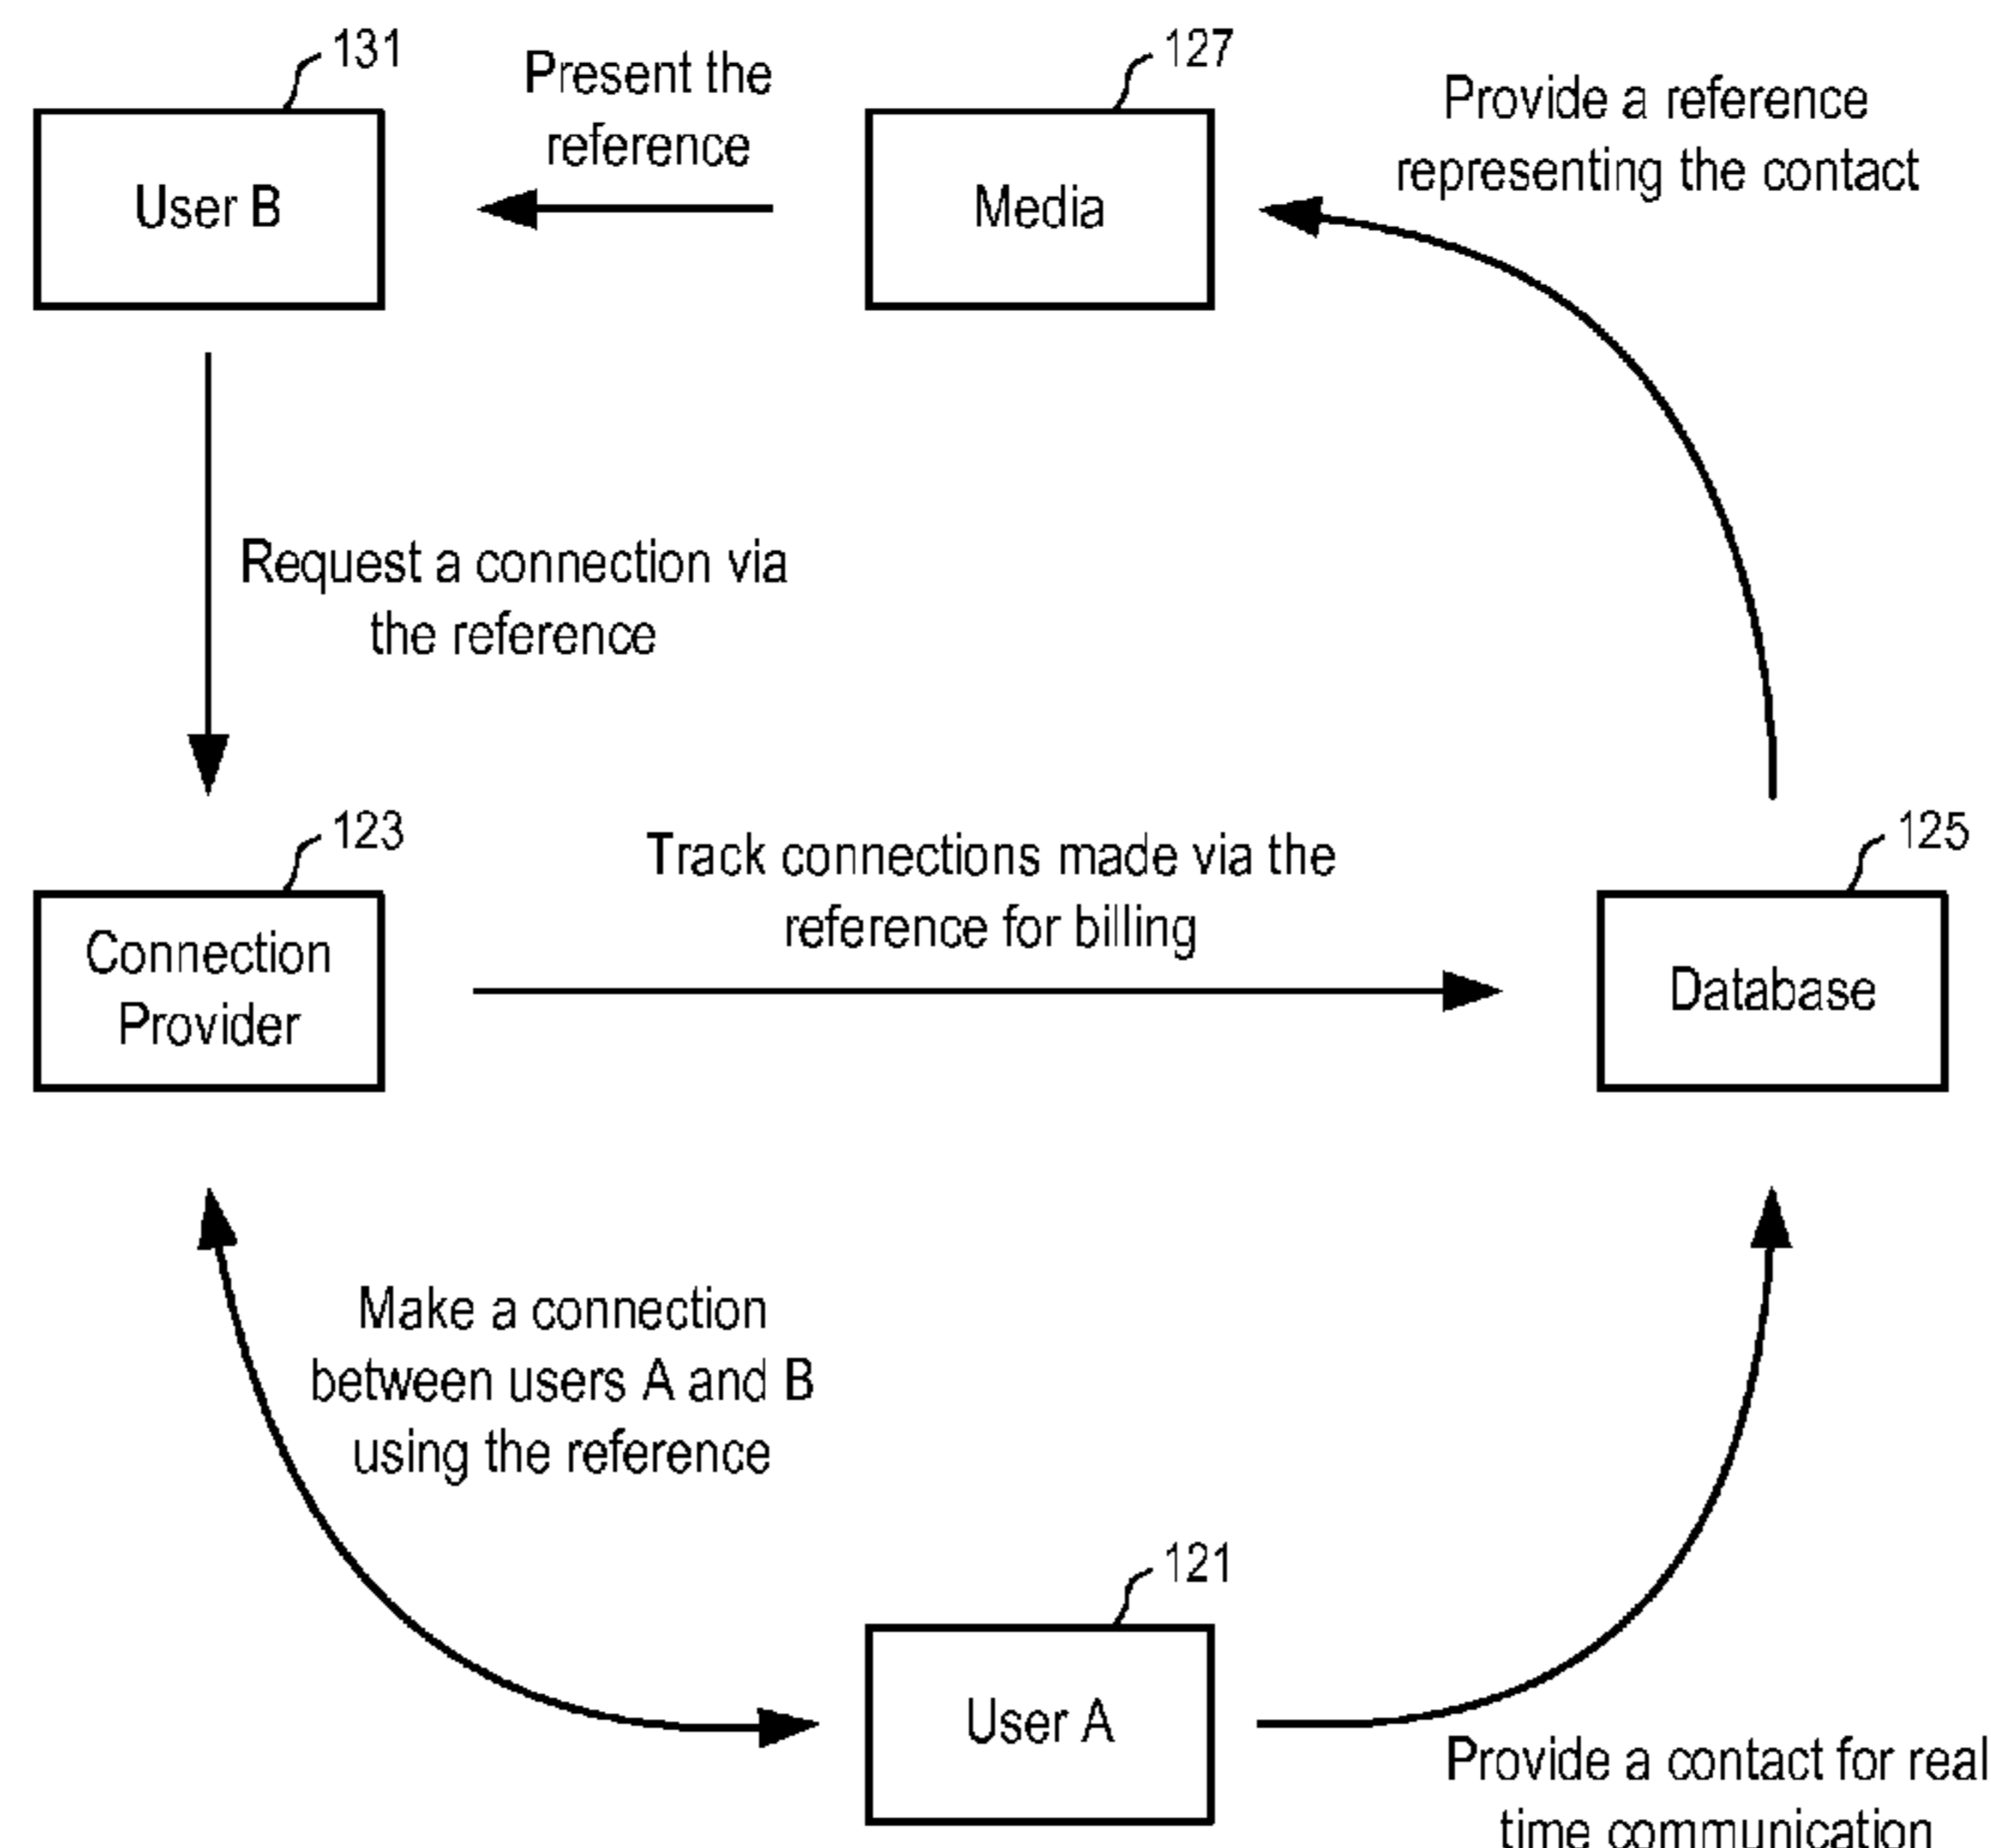 131
Present the
reference
127
Provide a reference
representing the contact
User B
Media
Request a connection via
the reference
123
Track connections made via the
reference for billing
125
Connection
Provider
Database
Make a connection
between users A and B
using the reference
121
User A
Provide a contact for real
time communication